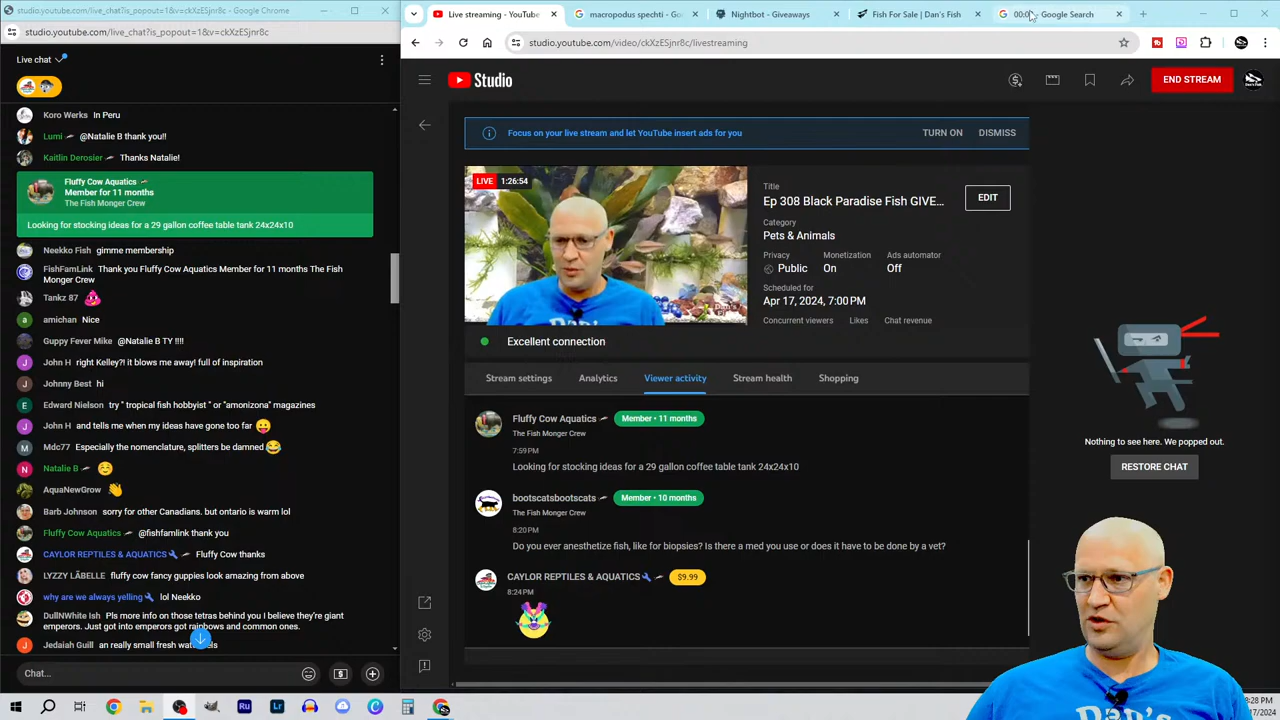 youtube.com/live_chat?is_popout=1&v=ckXzESjnr8c - Google Chrome
studio.youtube.com/live_chat?is_popout=1&v=ckXzESjnr8c
Live chat
Koro Werks In Peru
Lumi @Natalie B thank you!!
Kaitlin Derosier Thanks Natalie!
Fluffy Cow Aquatics
Member for 11 months
The Fish Monger Crew
Looking for stocking ideas for a 29 gallon coffee table tank 24x24x10
Neekko Fish gimme membership
FishFamLink Thank you Fluffy Cow Aquatics Member for 11 months The Fish
Monger Crew
Tankz 87
amichan Nice
Guppy Fever Mike @Natalie B TY !!!!
John H right Kellen?! it blows me away! full of inspiration
Johnny Best hi
Edward Nielson try " tropical fish hobbyist " or "amonizona" magazines
John H and tells me when my ideas have gone too far
Mdc77 Especially the nomenclature, splitters be damned
Natalie B
AquaNewGrow
Barb Johnson sorry for other Canadians. but ontario is warm lol
Fluffy Cow Aquatics @fishfamlink thank you
CAYLOR REPTILES & AQUATICS Fluffy Cow thanks
LYZZY LÄBELLE fluffy cow fancy guppies look amazing from above
why are we always yelling lol Neekko
DullNWhite Ish Pls more info on those tetras behind you I believe they're giant
emperors. Just got into emperors got rainbows and common ones.
Jedaiah Guill an really small fresh
Chat...
Live streaming - YouTube
macropodus spechti - Go
Nightbot - Giveaways
Fish For Sale | Dan's Fish
Google Search
studio.youtube.com/video/ckXzESjnr8c/livestreaming
Studio
END STREAM
Focus on your live stream and let YouTube insert ads for you
TURN ON
DISMISS
LIVE 1:26:54
Title
Ep 308 Black Paradise Fish GIVE...
EDIT
Category
Pets & Animals
Privacy
Monetization
Ads automator
Public
On
Off
Scheduled for
Apr 17, 2024, 7:00 PM
Concurrent viewers
Likes
Chat revenue
Excellent connection
Stream settings
Analytics
Viewer activity
Stream health
Shopping
Fluffy Cow Aquatics
Member • 11 months
The Fish Monger Crew
7:59 PM
Looking for stocking ideas for a 29 gallon coffee table tank 24x24x10
bootscatsbootscats
Member • 10 months
The Fish Monger Crew
8:20 PM
Do you ever anesthetize fish, like for biopsies? Is there a med you use or does it have to be done by a vet?
CAYLOR REPTILES & AQUATICS
$9.99
8:24 PM
Nothing to see here. We popped out.
RESTORE CHAT
Ru
Lr
:28 PM
Dan's